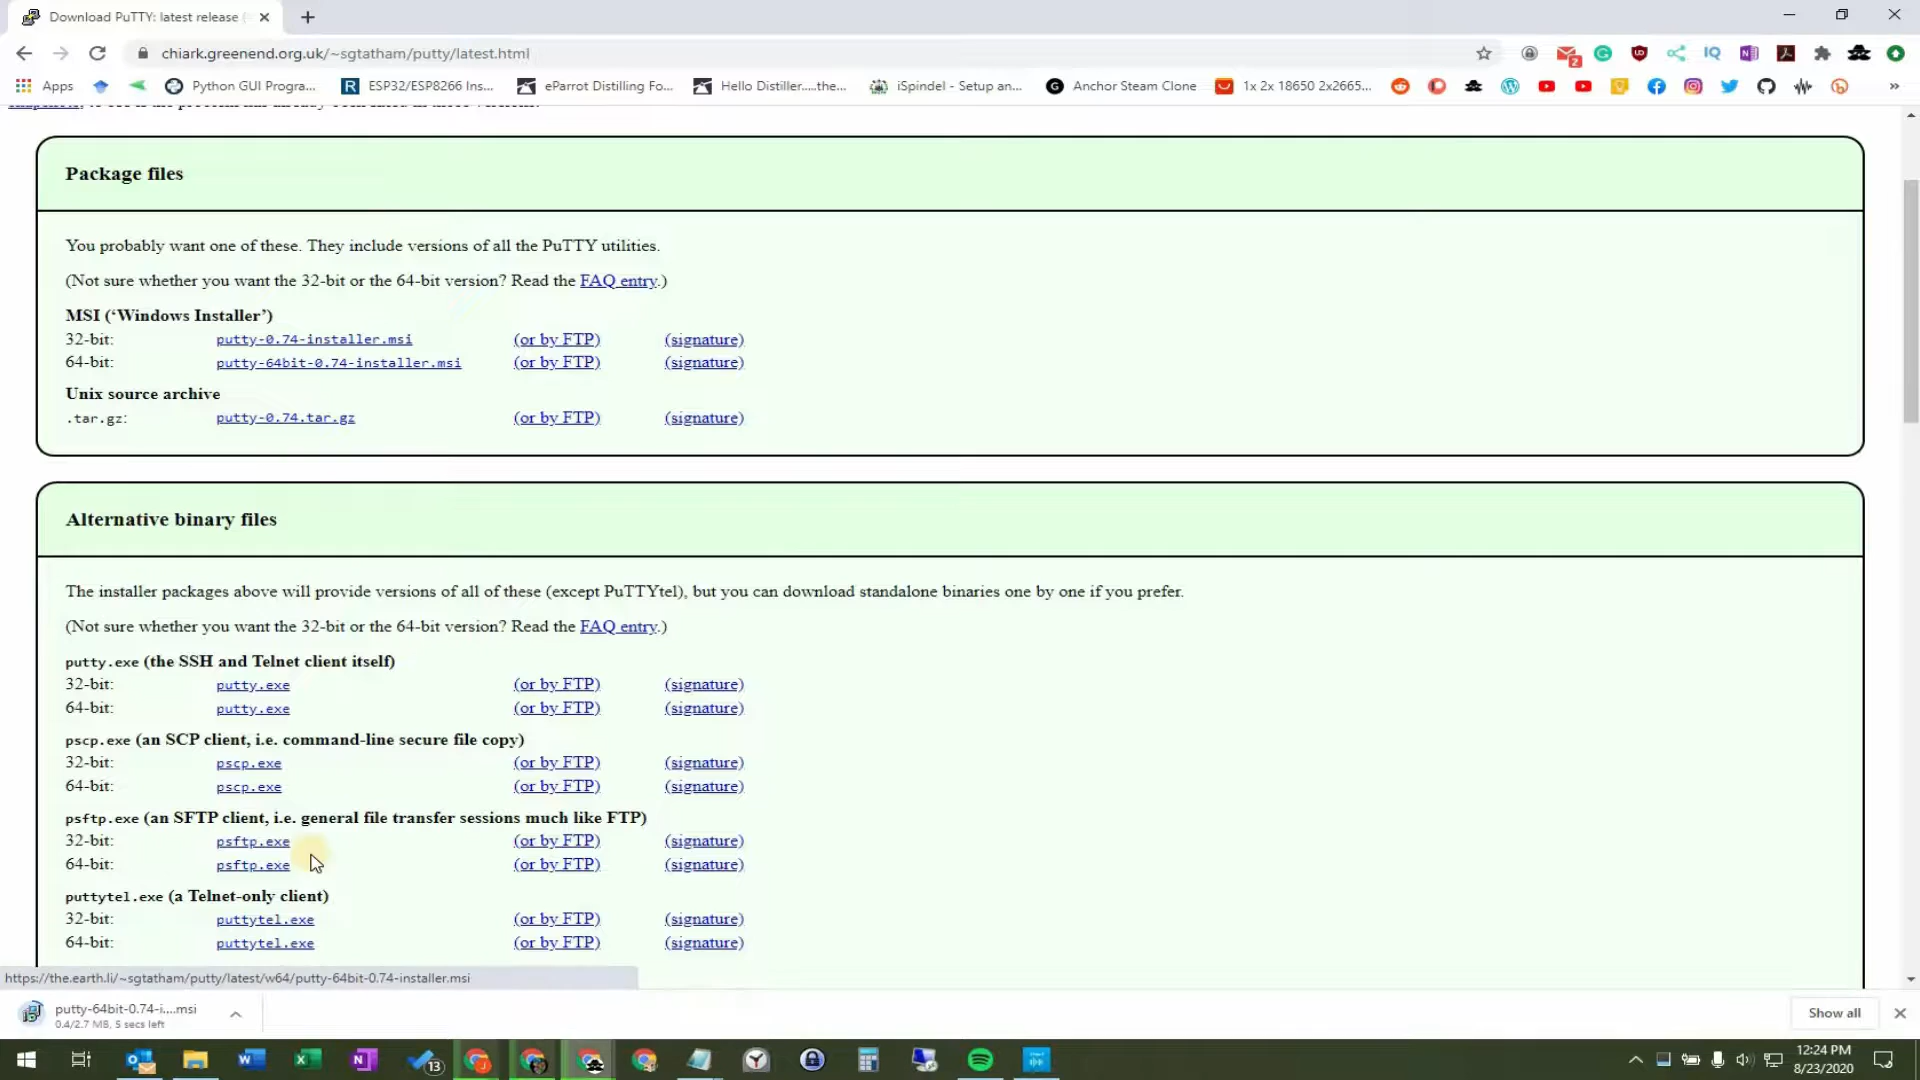 Download PuTTY: latest release (
chiark.greenend.org.uk/~sgtatham/putty/latest.html
2
IQ
Apps
Python GUI Progra...
ESP32/ESP8266 Ins...
eParrot Distilling Fo...
Hello Distiller.....the...
iSpindel - Setup an...
Anchor Steam Clone
1x 2x 18650 2x2665...
Package files
You probably want one of these. They include versions of all the PuTTY utilities.
(Not sure whether you want the 32-bit or the 64-bit version? Read the FAQ entry.)
MSI (‘Windows Installer’)
32-bit: putty-0.74-installer.msi (or by FTP) (signature)
64-bit: putty-64bit-0.74-installer.msi (or by FTP) (signature)
Unix source archive
.tar.gz: putty-0.74.tar.gz (or by FTP) (signature)
Alternative binary files
The installer packages above will provide versions of all of these (except PuTTYtel), but you can download standalone binaries one by one if you prefer.
(Not sure whether you want the 32-bit or the 64-bit version? Read the FAQ entry.)
putty.exe (the SSH and Telnet client itself)
32-bit: putty.exe (or by FTP) (signature)
64-bit: putty.exe (or by FTP) (signature)
pscp.exe (an SCP client, i.e. command-line secure file copy)
32-bit: pscp.exe (or by FTP) (signature)
64-bit: pscp.exe (or by FTP) (signature)
psftp.exe (an SFTP client, i.e. general file transfer sessions much like FTP)
32-bit: psftp.exe (or by FTP) (signature)
64-bit: psftp.exe (or by FTP) (signature)
puttytel.exe (a Telnet-only client)
32-bit: puttytel.exe (or by FTP) (signature)
64-bit: puttytel.exe (or by FTP) (signature)
https://the.earth.li/~sgtatham/putty/latest/w64/putty-64bit-0.74-installer.msi
putty-64bit-0.74-i....msi
0.4/2.7 MB, 5 secs left
Show all
13
12:24 PM
8/23/2020